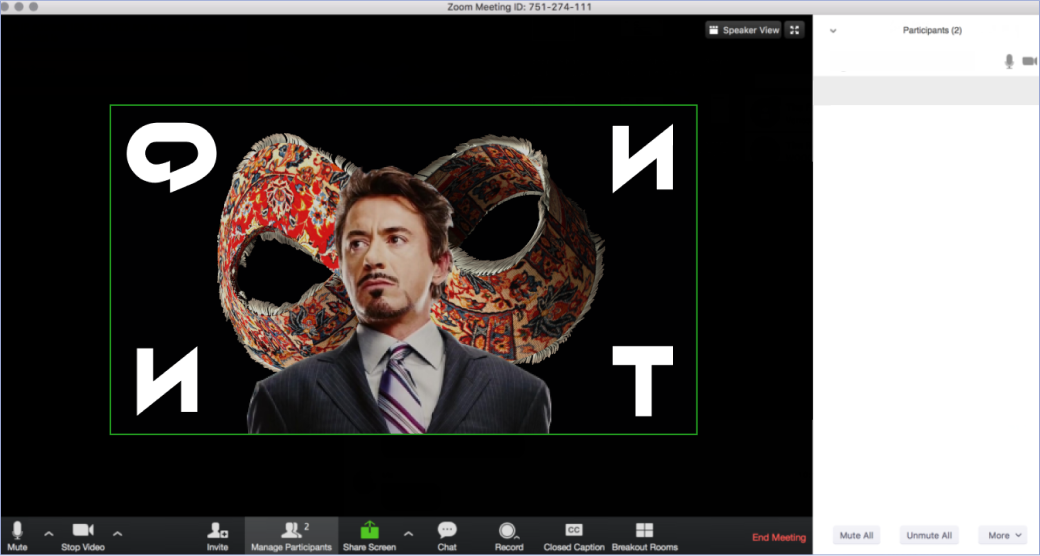 Zoom Meeting ID: 751-274-111
Speaker View
Participants (2)
Ф И
И Т
Mute
Stop Video
Invite
2
Manage Participants
Share Screen
Chat
Record
CC
Closed Caption
Breakout Rooms
End Meeting
Mute All
Unmute All
More